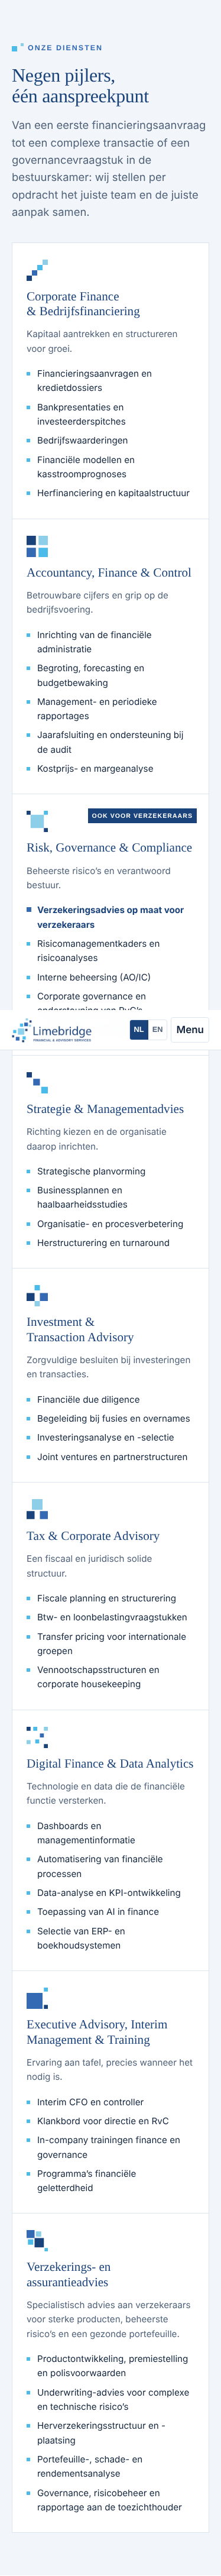 ONZE DIENSTEN
Negen pijlers,
één aanspreekpunt
Van een eerste financieringsaanvraag
tot een complexe transactie of een
governancevraagstuk in de
bestuurskamer: wij stellen per
opdracht het juiste team en de juiste
aanpak samen.
Corporate Finance
& Bedrijfsfinanciering
Kapitaal aantrekken en structureren
voor groei.
Financieringsaanvragen en
kredietdossiers
Bankpresentaties en
investeerderspitches
Bedrijfswaarderingen
Financiële modellen en
kasstroomprognoses
Herfinanciering en kapitaalstructuur
Accountancy, Finance & Control
Betrouwbare cijfers en grip op de
bedrijfsvoering.
Inrichting van de financiële
administratie
Begroting, forecasting en
budgetbewaking
Management- en periodieke
rapportages
Jaarafsluiting en ondersteuning bij
de audit
Kostprijs- en margeanalyse
OOK VOOR VERZEKERAARS
Risk, Governance & Compliance
Beheerste risico's en verantwoord
bestuur.
Verzekeringsadvies op maat voor
verzekeraars
Risicomanagementkaders en
risicoanalyses
Interne beheersing (AO/IC)
Corporate governance en
Limebridge
FINANCIAL & ADVISORY SERVICES
NL EN Menu
Strategie & Managementadvies
Richting kiezen en de organisatie
daarop inrichten.
Strategische planvorming
Businessplannen en
haalbaarheidsstudies
Organisatie- en procesverbetering
Herstructurering en turnaround
Investment &
Transaction Advisory
Zorgvuldige besluiten bij investeringen
en transacties.
Financiële due diligence
Begeleiding bij fusies en overnames
Investeringsanalyse en -selectie
Joint ventures en partnerstructuren
Tax & Corporate Advisory
Een fiscaal en juridisch solide
structuur.
Fiscale planning en structurering
Btw- en loonbelastingvraagstukken
Transfer pricing voor internationale
groepen
Vennootschapsstructuren en
corporate housekeeping
Digital Finance & Data Analytics
Technologie en data die de financiële
functie versterken.
Dashboards en
managementinformatie
Automatisering van financiële
processen
Data-analyse en KPI-ontwikkeling
Toepassing van AI in finance
Selectie van ERP- en
boekhoudsystemen
Executive Advisory, Interim
Management & Training
Ervaring aan tafel, precies wanneer het
nodig is.
Interim CFO en controller
Klankbord voor directie en RvC
In-company trainingen finance en
governance
Programma's financiële
geletterdheid
Verzekerings- en
assurantieadvies
Specialistisch advies aan verzekeraars
voor sterke producten, beheerste
risico's en een gezonde portefeuille.
Productontwikkeling, premiestelling
en polisvoorwaarden
Underwriting-advies voor complexe
en technische risico's
Herverzekeringsstructuur en -
plaatsing
Portefeuille-, schade- en
rendementsanalyse
Governance, risicobeheer en
rapportage aan de toezichthouder